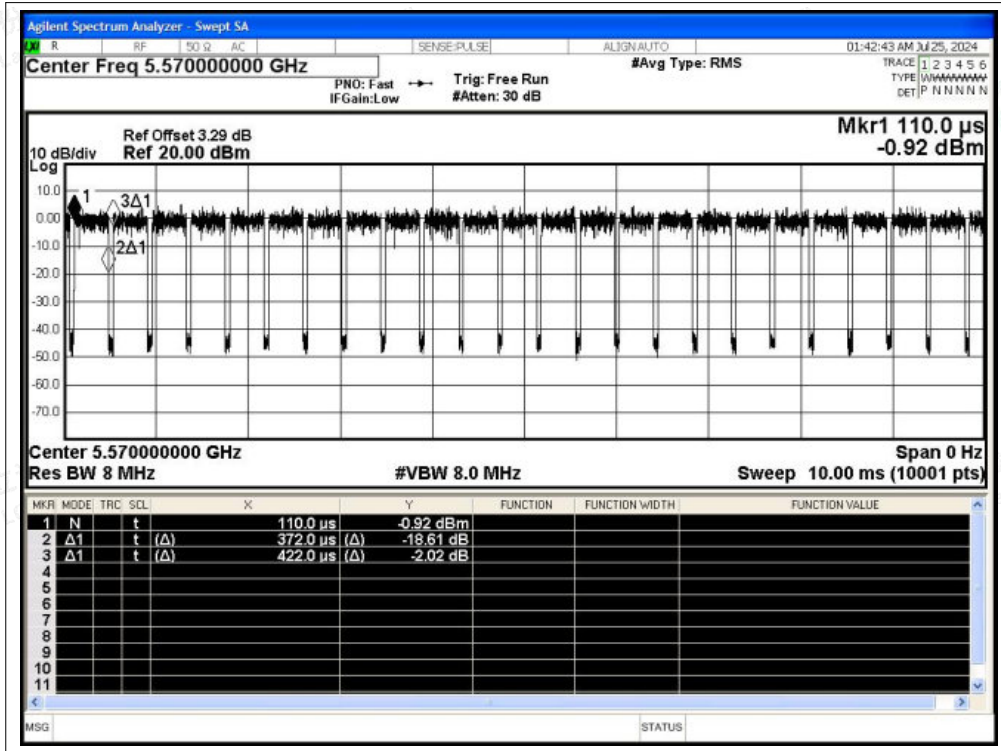 Agilent Spectrum Analyzer - Swept SA
LXI R RF 50 Ω AC SENSE:PULSE ALIGN AUTO 01:42:43 AM Jul 25, 2024
Center Freq 5.570000000 GHz #Avg Type: RMS TRACE 1 2 3 4 5 6
PNO: Fast Trig: Free Run TYPE
IFGain:Low #Atten: 30 dB DET P N N N N N
Mkr1 110.0 µs
Ref Offset 3.29 dB
10 dB/div Ref 20.00 dBm -0.92 dBm
Log
10.0
1 3Δ1
0.00
2Δ1
-10.0
-20.0
-30.0
-40.0
-50.0
-60.0
-70.0
Center 5.570000000 GHz Span 0 Hz
Res BW 8 MHz #VBW 8.0 MHz Sweep 10.00 ms (10001 pts)
MKR MODE TRC SCL X Y FUNCTION FUNCTION WIDTH FUNCTION VALUE
1 N t 110.0 µs -0.92 dBm
2 Δ1 t (Δ) 372.0 µs (Δ) -18.61 dB
3 Δ1 t (Δ) 422.0 µs (Δ) -2.02 dB
4
5
6
7
8
9
10
11
MSG STATUS